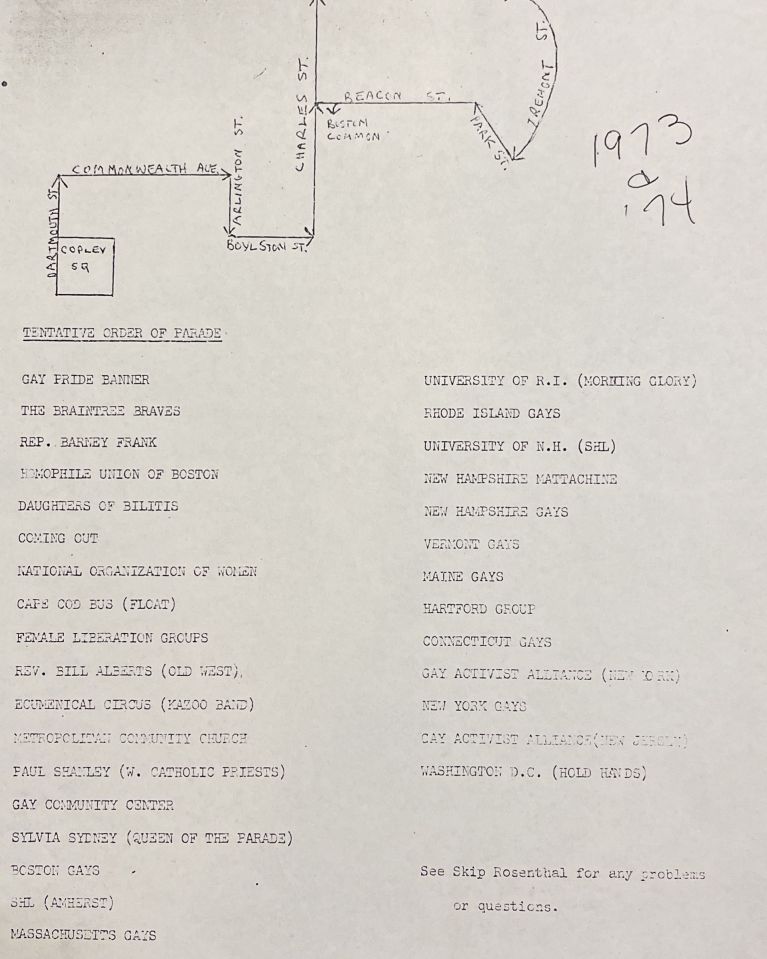 TREMONT ST.
CHARLES ST.
BEACON ST.
BOSTON
COMMON
PARK ST.
COMMONWEALTH AVE.
ARLINGTON ST.
DARTMOUTH ST.
COPLEY
SQ
BOYLSTON ST.
1973
'74
TENTATIVE ORDER OF PARADE
GAY PRIDE BANNER
THE BRAINTREE BRAVES
REP. BARNEY FRANK
HOMOPHILE UNION OF BOSTON
DAUGHTERS OF BILITIS
COMING OUT
NATIONAL ORGANIZATION OF WOMEN
CAPE COD BUS (FLOAT)
FEMALE LIBERATION GROUPS
REV. BILL ALBERTS (OLD WEST),
ECUMENICAL CIRCUS (KAZOO BAND)
METROPOLITAN COMMUNITY CHURCH
PAUL SHANLEY (W. CATHOLIC PRIESTS)
GAY COMMUNITY CENTER
SYLVIA SYDNEY (QUEEN OF THE PARADE)
BOSTON GAYS
SHL (AMHERST)
MASSACHUSETTS GAYS
UNIVERSITY OF R.I. (MORNING GLORY)
RHODE ISLAND GAYS
UNIVERSITY OF N.H. (SHL)
NEW HAMPSHIRE MATTACHINE
NEW HAMPSHIRE GAYS
VERMONT GAYS
MAINE GAYS
HARTFORD GROUP
CONNECTICUT GAYS
GAY ACTIVIST ALLIANCE (NEW YORK)
NEW YORK GAYS
GAY ACTIVIST ALLIANCE(NEW JERSEY)
WASHINGTON D.C. (HOLD HANDS)
See Skip Rosenthal for any problems
or questions.